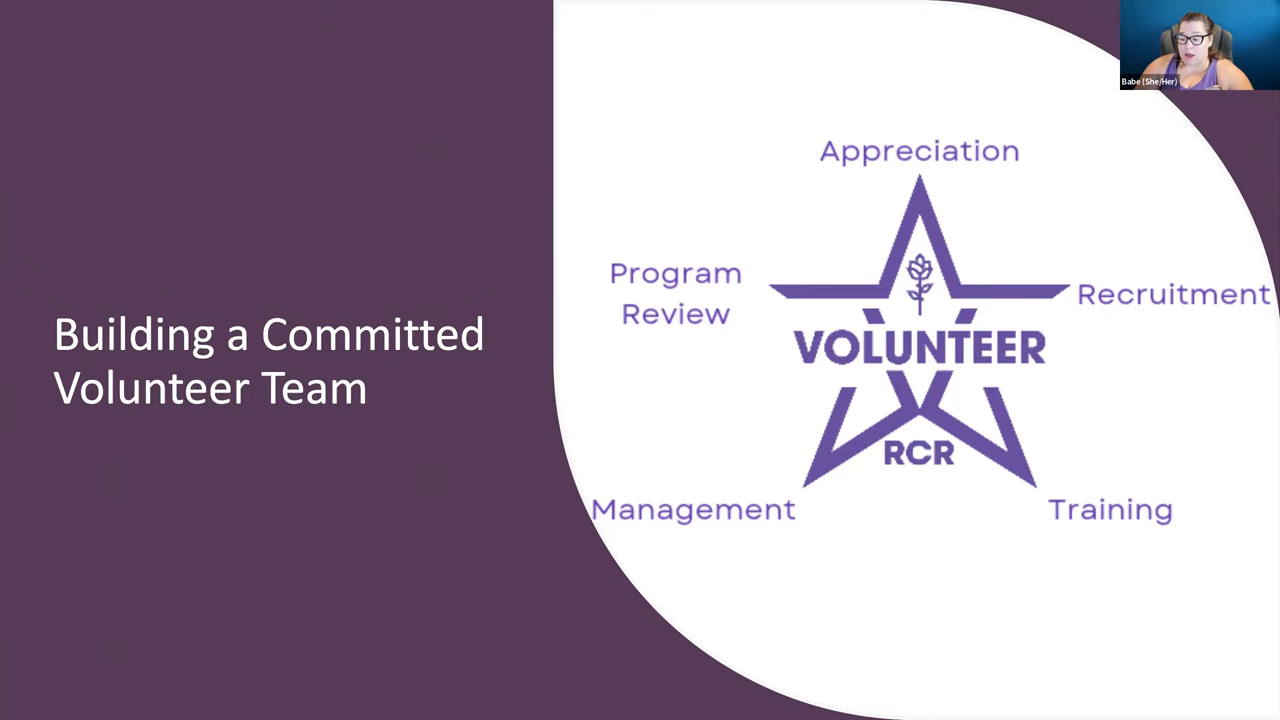 Babe (She/Her)
Building a Committed
Volunteer Team
Appreciation
Program
Review
Recruitment
VOLUNTEER
RCR
Management
Training